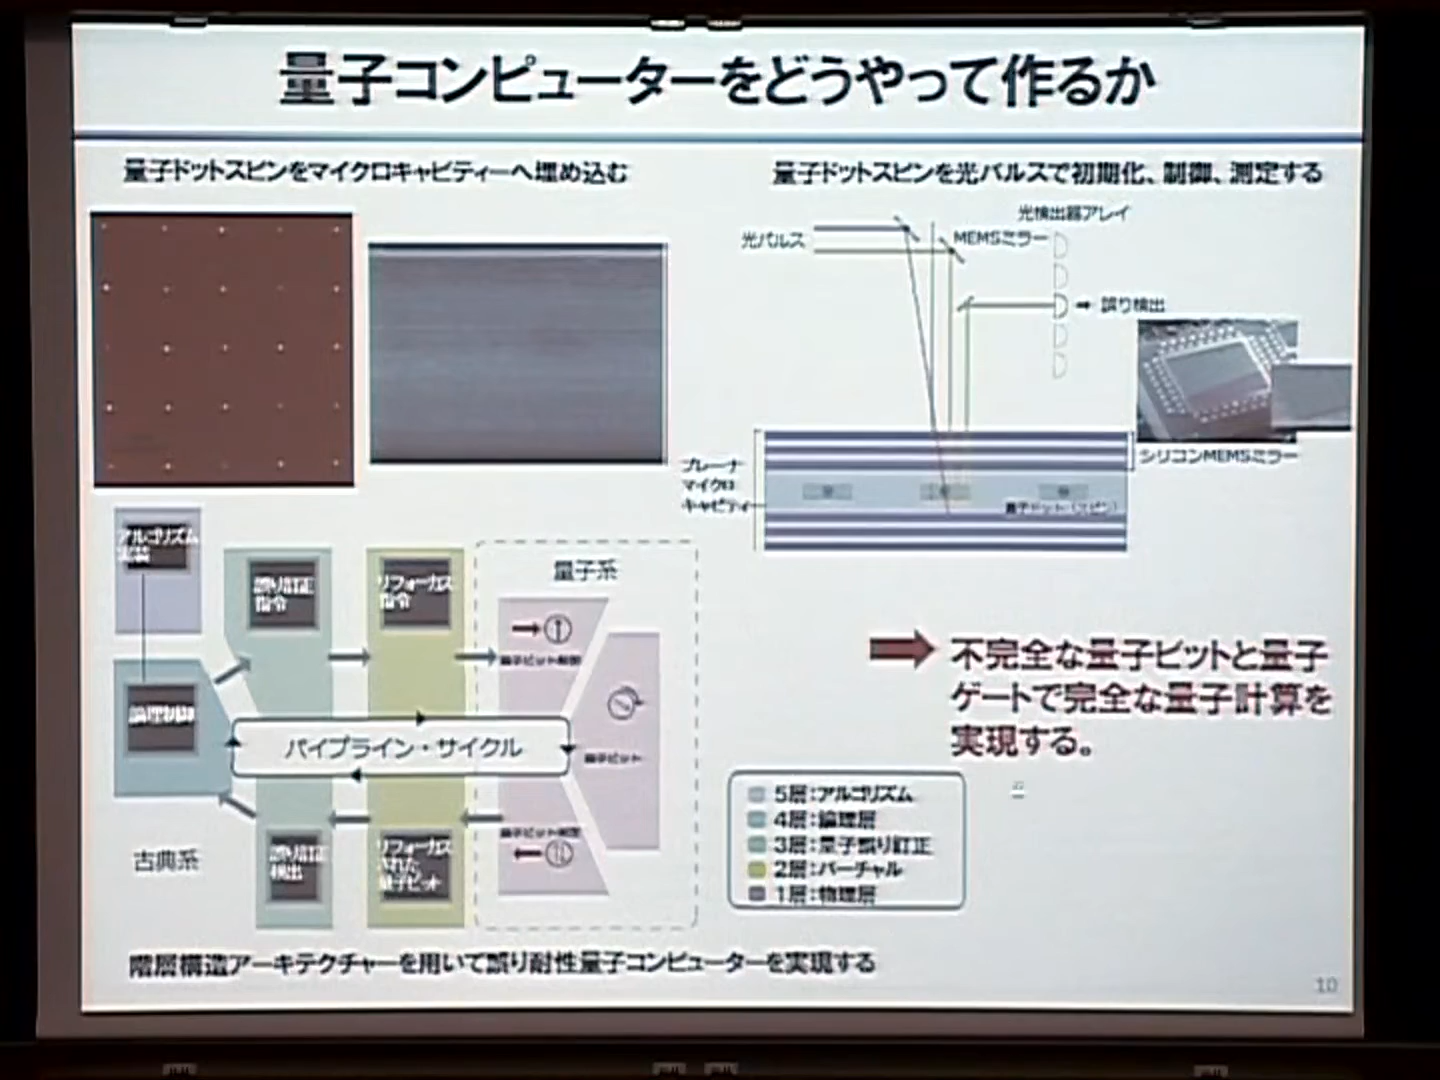 量子コンピューターをどうやって作るか
量子ドットスピンをマイクロキャビティーへ埋め込む
量子ドットスピンを光パルスで初期化、制御、測定する
光検出器アレイ
光パルス
MEMSミラー
誤り検出
シリコンMEMSミラー
プレーナ
マイクロ
キャビティ
量子ドット（スピン）
アルゴリズム
実装
誤り訂正
指令
リフォーカス
指令
量子系
量子ビット制御
論理制御
パイプライン・サイクル
量子ビット
量子ビット測定
古典系
誤り訂正
検出
リフォーカス
された
量子ビット
不完全な量子ビットと量子
ゲートで完全な量子計算を
実現する。
5層：アルゴリズム
4層：論理層
3層：量子誤り訂正
2層：バーチャル
1層：物理層
階層構造アーキテクチャーを用いて誤り耐性量子コンピューターを実現する
10